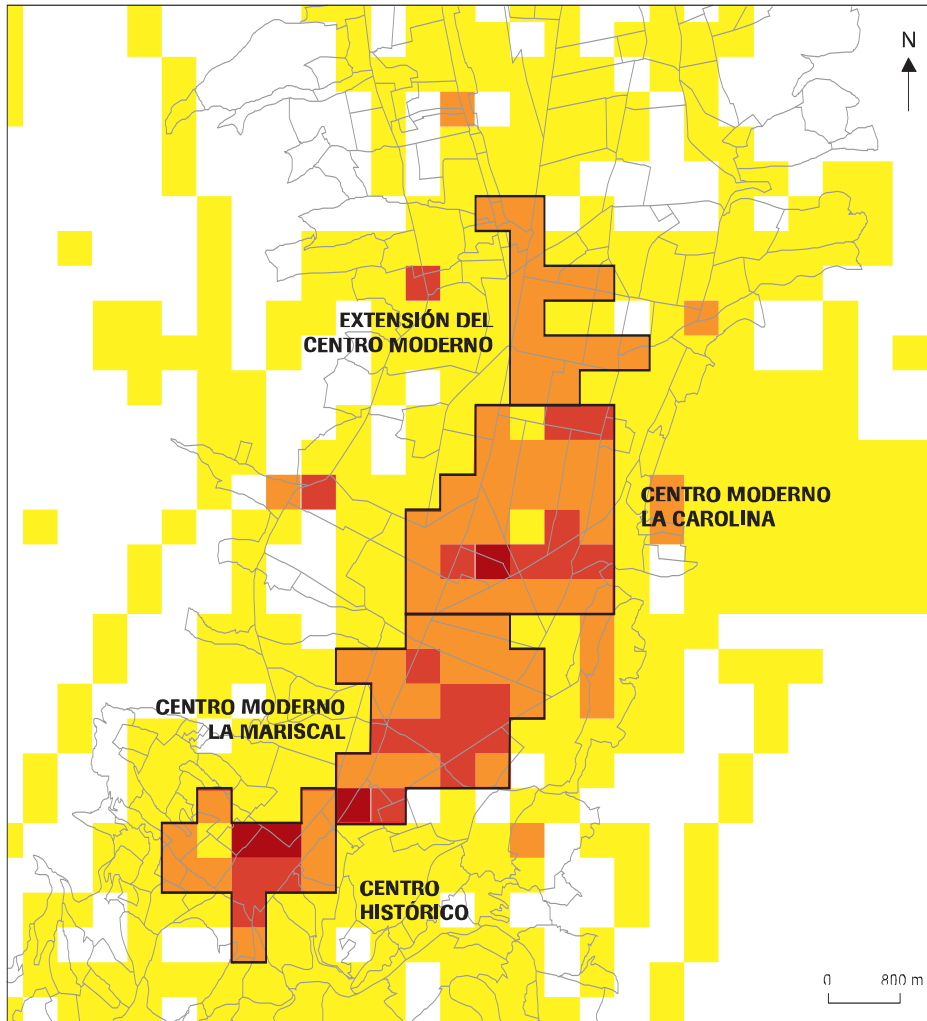 N
EXTENSIÓN DEL
CENTRO MODERNO
CENTRO MODERNO
LA CAROLINA
CENTRO MODERNO
LA MARISCAL
CENTRO
HISTÓRICO
0 800 m